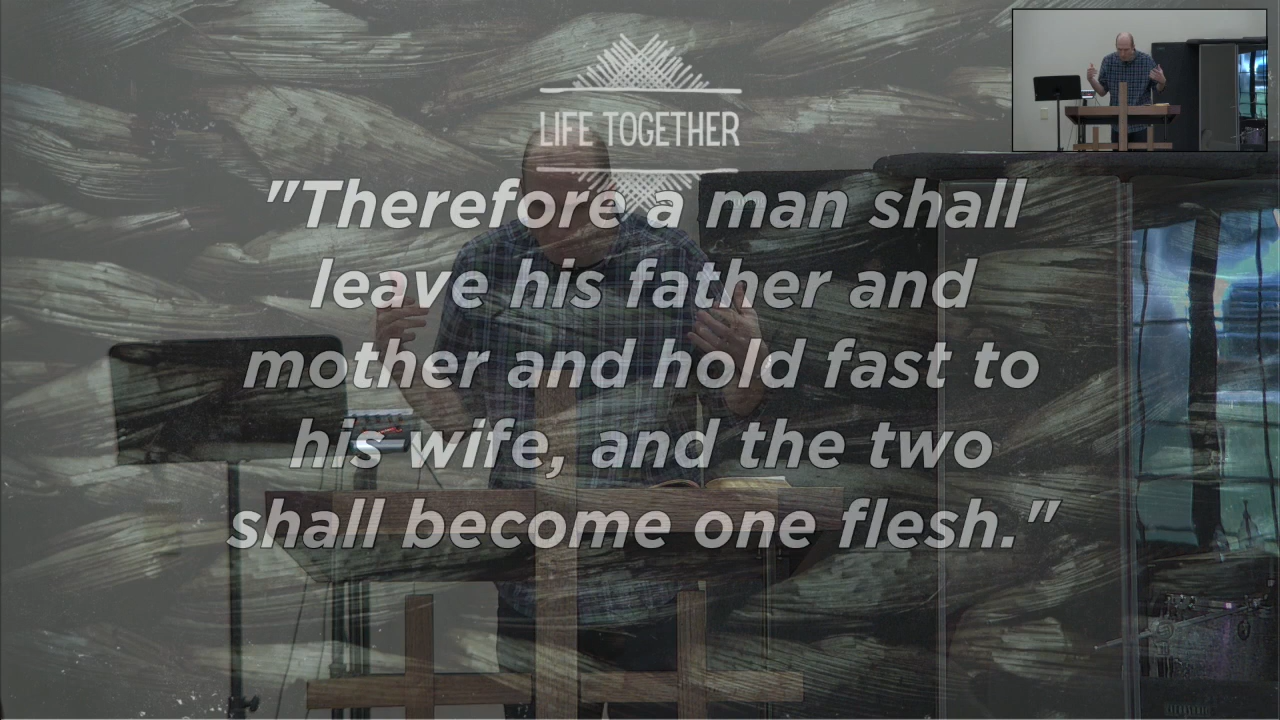 LIFE TOGETHER
"Therefore a man shall
leave his father and
mother and hold fast to
his wife, and the two
shall become one flesh."